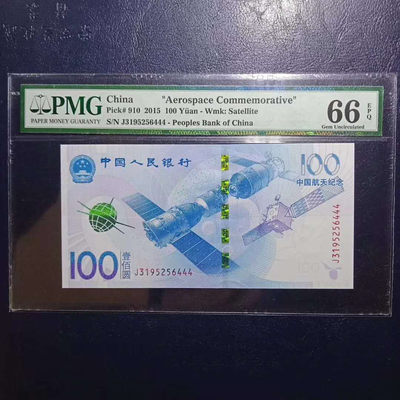 PMG
PAPER MONEY GUARANTY
China "Aerospace Commemorative"
Pick# 910 2015 100 Yüan - Wmk: Satellite
S/N J3195256444 - Peoples Bank of China
66 EPQ
Gem Uncirculated
中国人民银行
100
中国航天纪念
J3195256444
100 壹佰圆
J3195256444